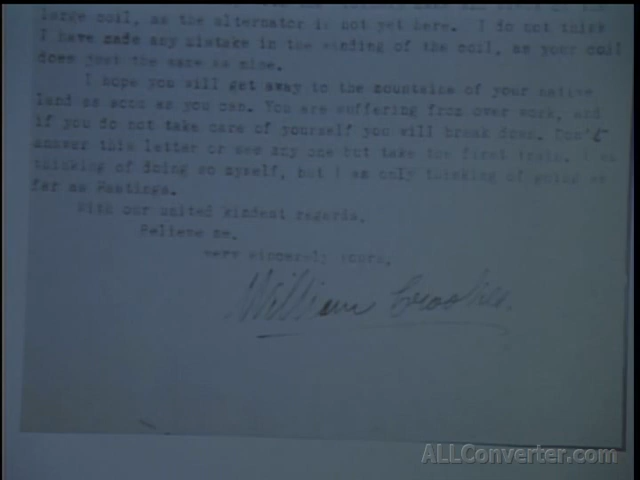 large coil, as the alternator is not yet here. I do not think
I have made any mistake in the winding of the coil, as your coil
does just the same as mine.
I hope you will get away to the mountains of your native
land as soon as you can. You are suffering from over work, and
if you do not take care of yourself you will break down. Don't
answer this letter or see any one but take the first train. I am
thinking of doing so myself, but I am only thinking of going as
far as Hastings.
With our united kindest regards,
Believe me,
very sincerely yours,
William Crookes.
ALLConverter.com